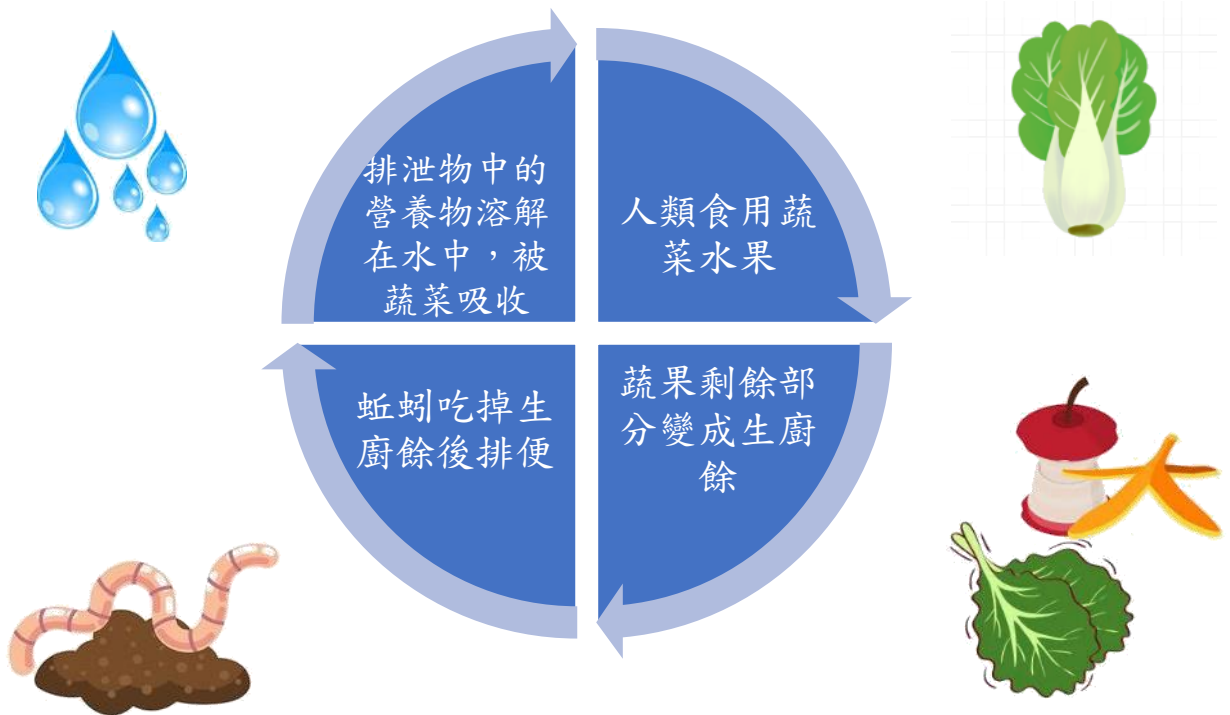 排泄物中的
營養物溶解
在水中，被
蔬菜吸收
人類食用蔬
菜水果
蔬果剩餘部
分變成生廚
餘
蚯蚓吃掉生
廚餘後排便